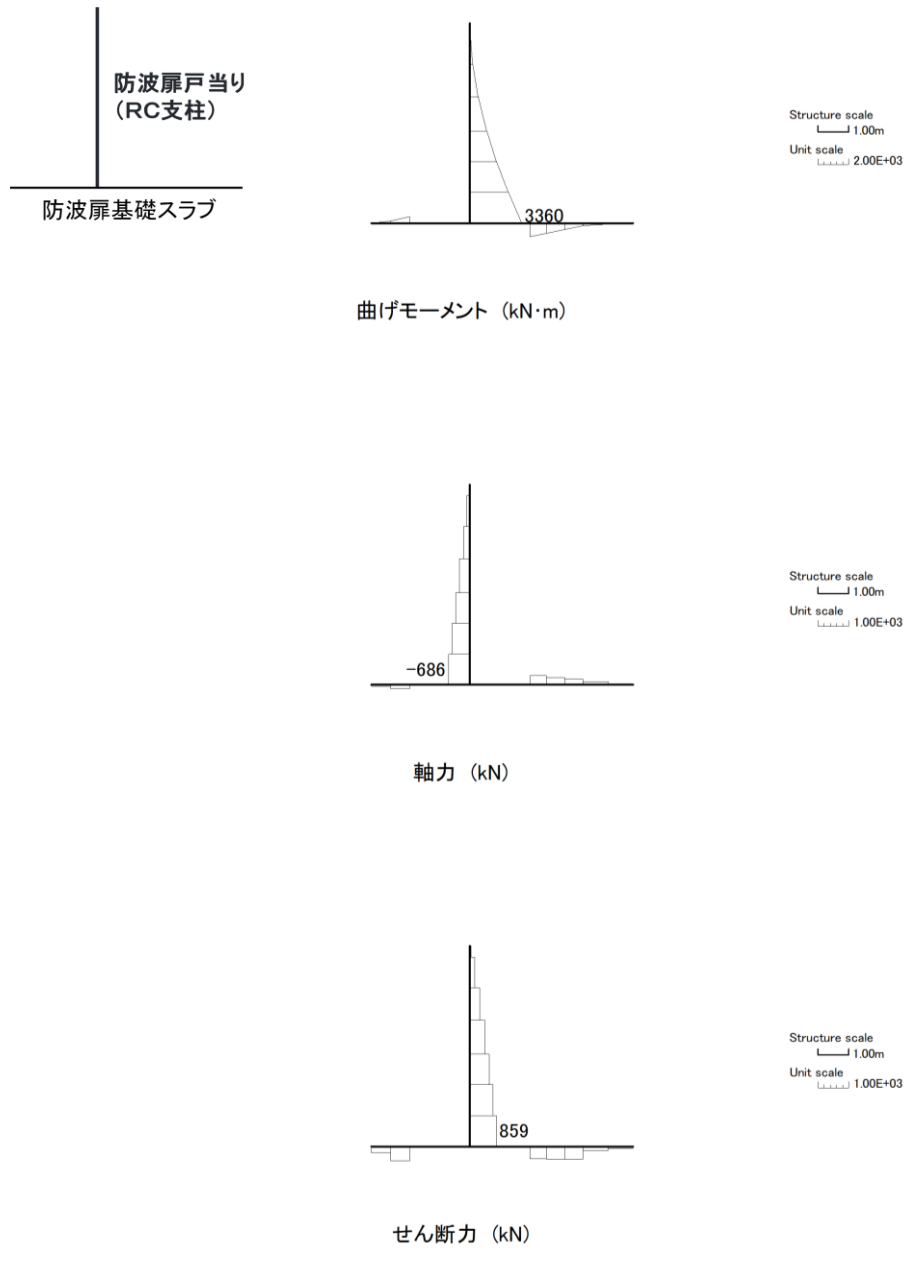 防波扉戸当り
（RC支柱）
防波扉基礎スラブ
3360
Structure scale
1.00m
Unit scale
2.00E+03
曲げモーメント (kN･m)
-686
Structure scale
1.00m
Unit scale
1.00E+03
軸力 (kN)
859
Structure scale
1.00m
Unit scale
1.00E+03
せん断力 (kN)